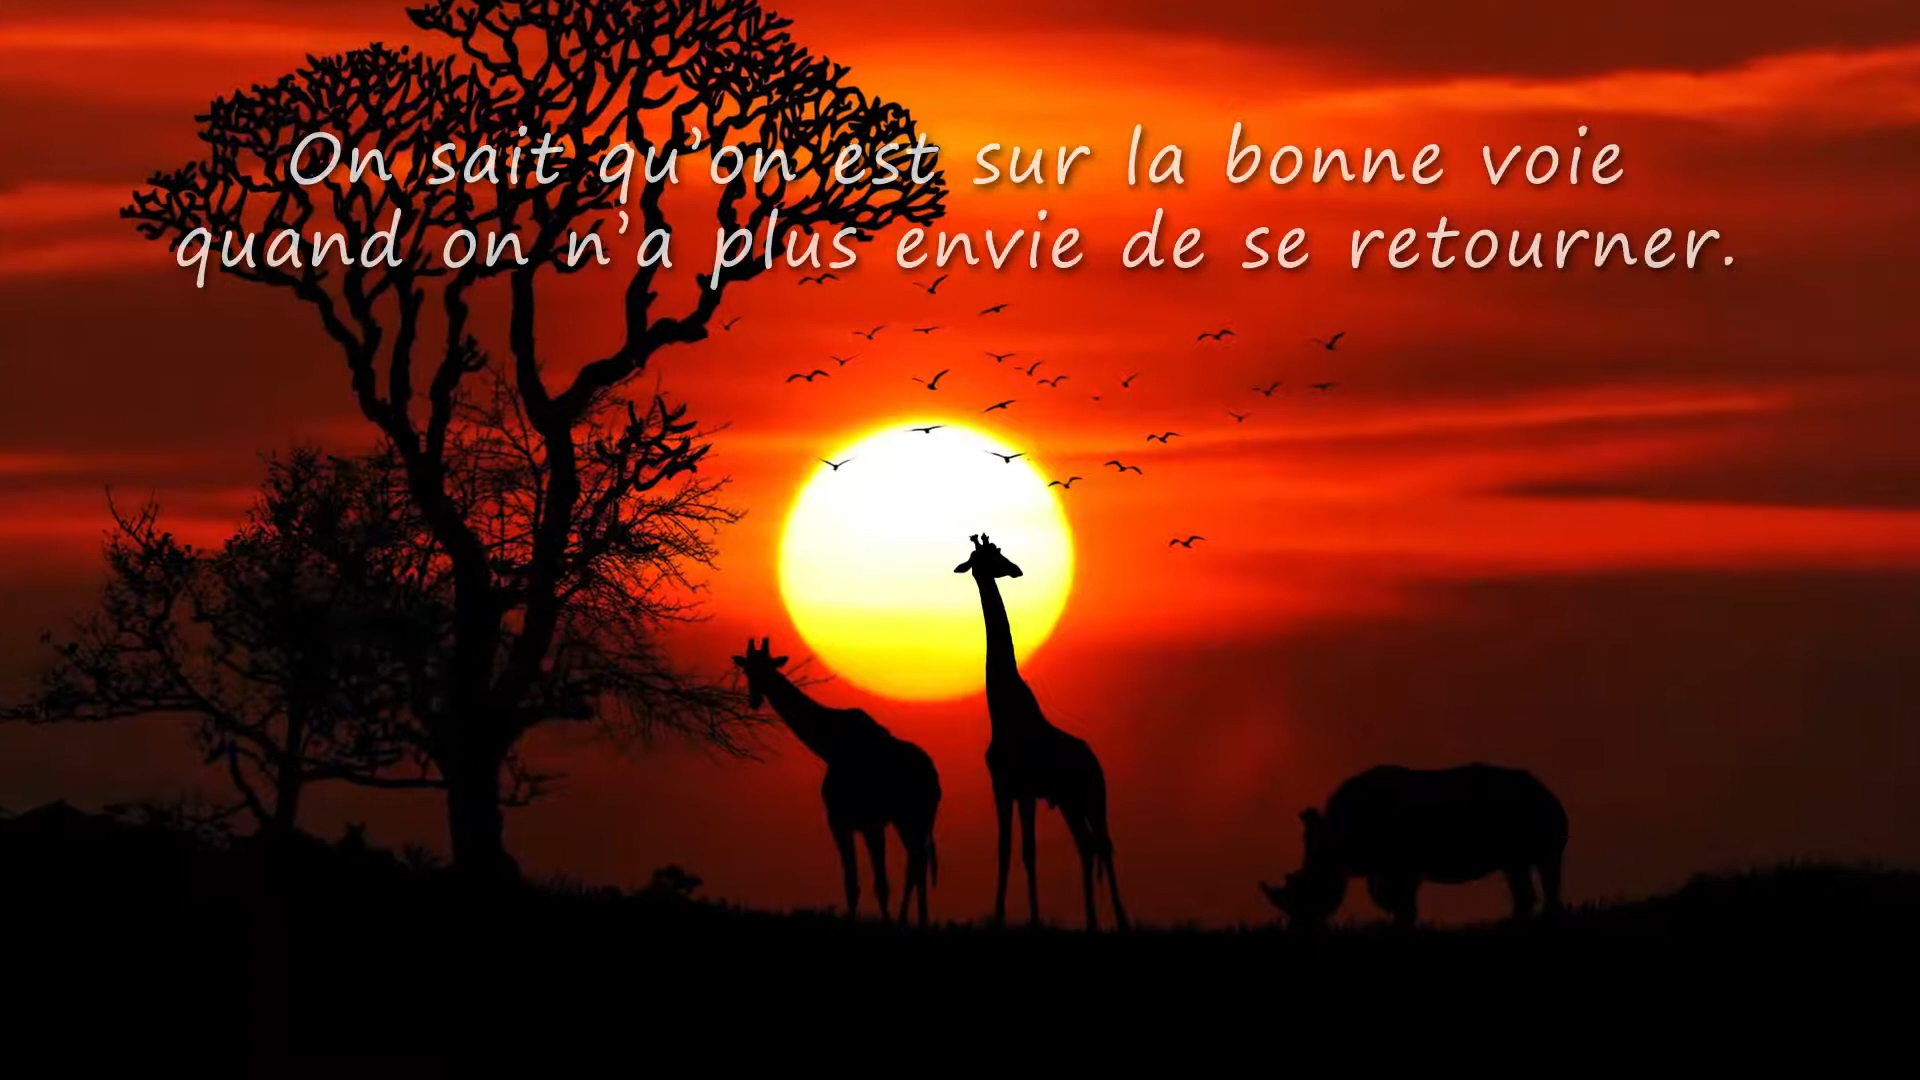 On sait qu’on est sur la bonne voie
quand on n’a plus envie de se retourner.